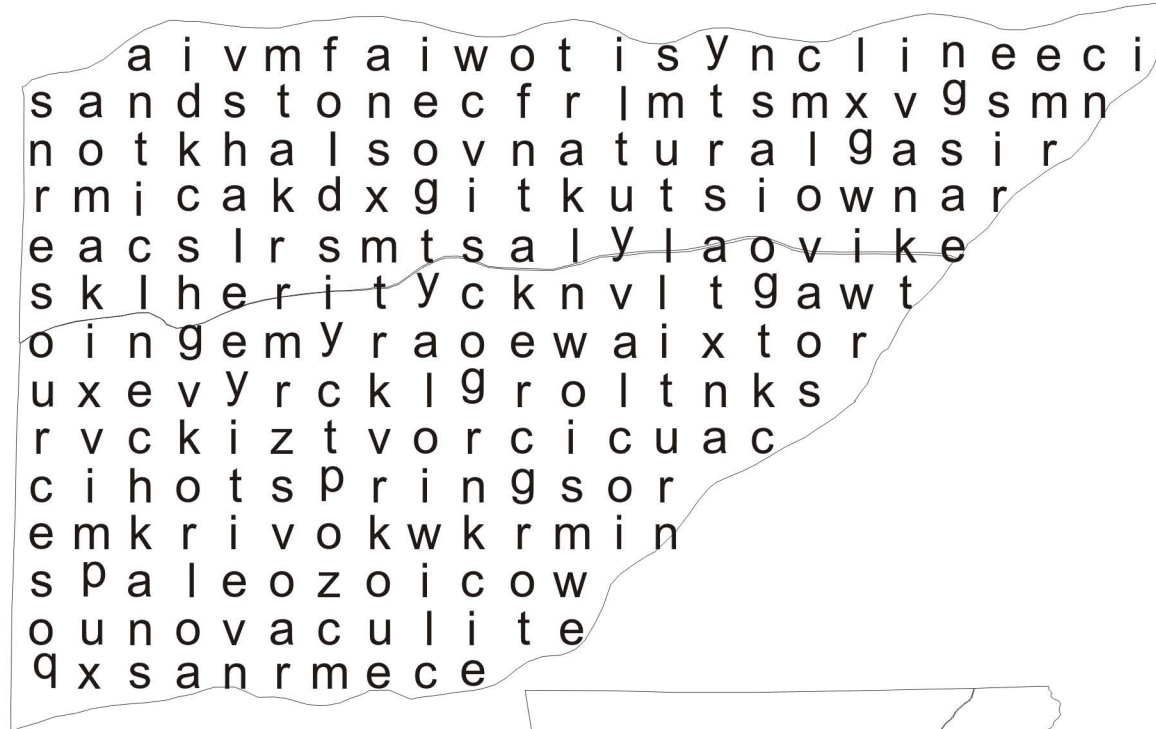 a i v m f a i w o t i s y n c l i n e e c i
s a n d s t o n e c f r l m t s m x v g s m n
n o t k h a l s o v n a t u r a l g a s i r
r m i c a k d x g i t k u t s i o w n a r
e a c s l r s m t s a l y l a o v i k e
s k l h e r i t y c k n v l t g a w t
o i n g e m y r a o e w a i x t o r
u x e v y r c k l g r o l t n k s
r v c k i z t v o r c i c u a c
c i h o t s p r i n g s o r
e m k r i v o k w k r m i n
s p a l e o z o i c o w
o u n o v a c u l i t e
q x s a n r m e c e